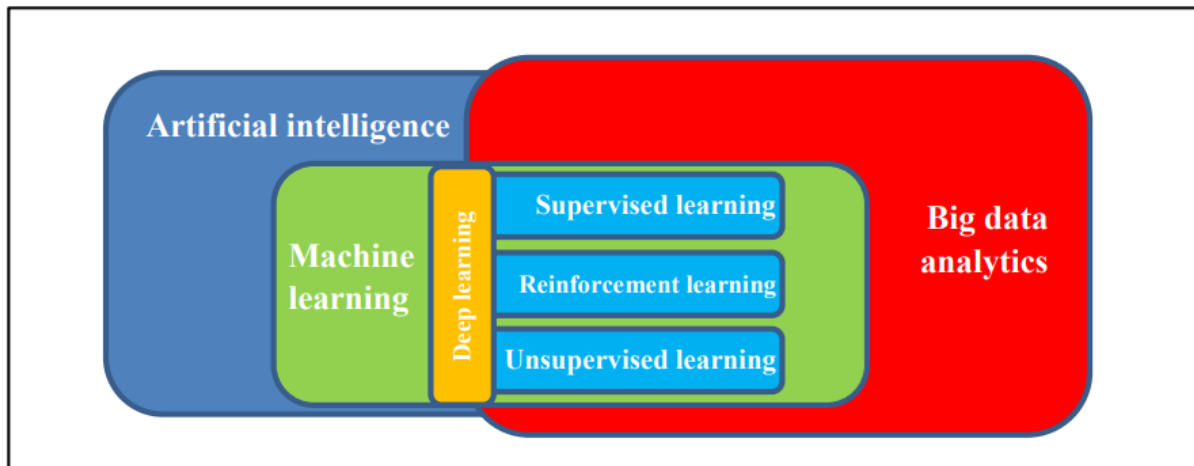 Artificial intelligence
Machine
learning
Deep learning
Supervised learning
Reinforcement learning
Unsupervised learning
Big data
analytics